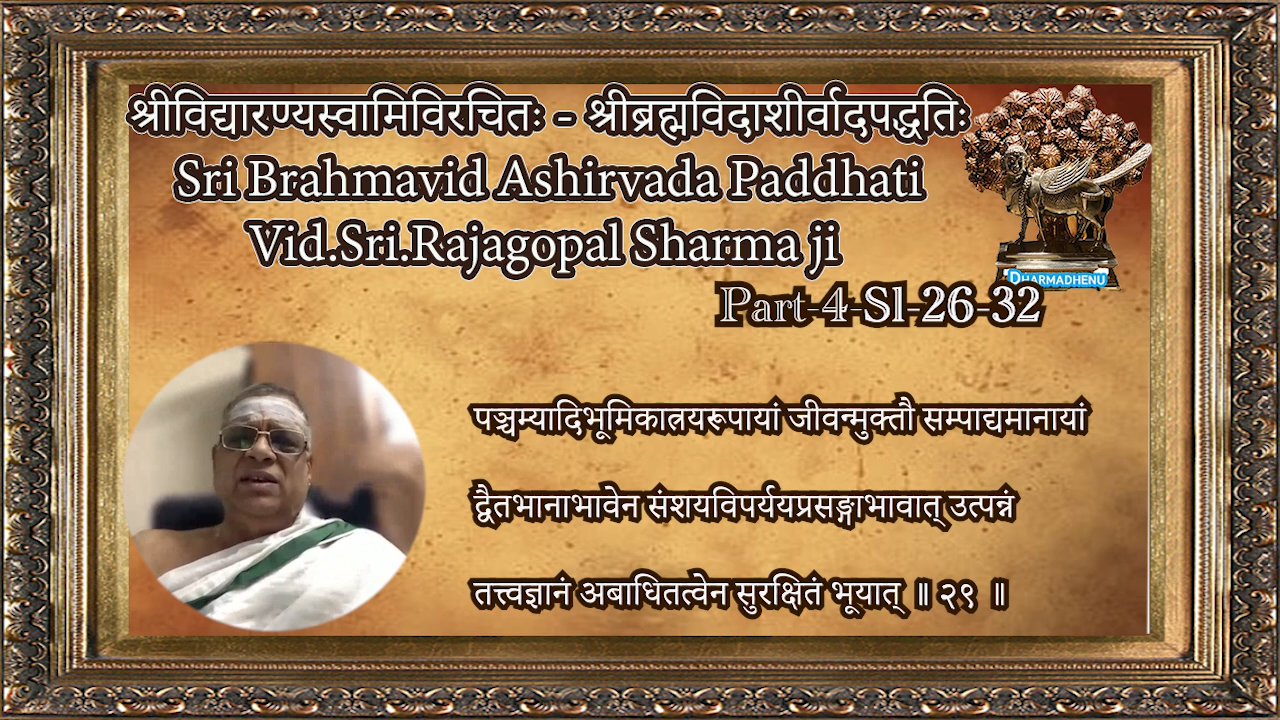 श्रीविद्यारण्यस्वामिविरचितः - श्रीब्रह्मविदाशीर्वादपद्धतिः
Sri Brahmavid Ashirvada Paddhati
Vid.Sri.Rajagopal Sharma ji
DHARMADHENU
Part-4-Sl-26-32
पञ्चम्यादिभूमिकात्रयरूपायां जीवन्मुक्तौ सम्पाद्यमानायां
द्वैतभानाभावेन संशयविपर्ययप्रसङ्गाभावात् उत्पन्नं
तत्त्वज्ञानं अबाधितत्वेन सुरक्षितं भूयात् ॥ २९ ॥